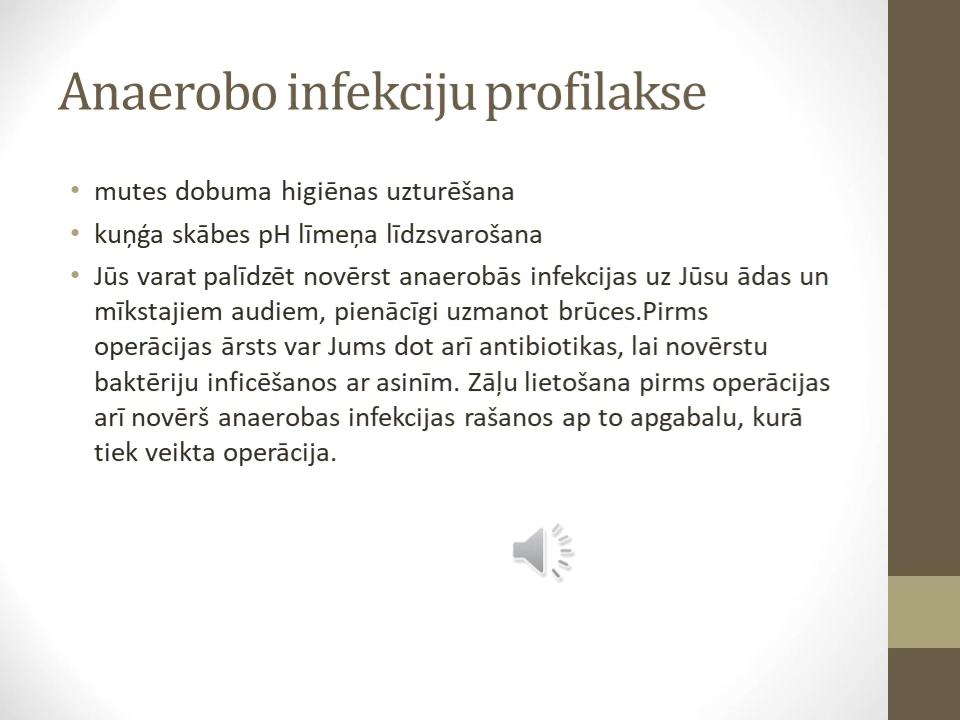 Anaerobo infekciju profilakse
• mutes dobuma higiēnas uzturēšana
• kuņģa skābes pH līmeņa līdzsvarošana
• Jūs varat palīdzēt novērst anaerobās infekcijas uz Jūsu ādas un
mīkstajiem audiem, pienācīgi uzmanot brūces.Pirms
operācijas ārsts var Jums dot arī antibiotikas, lai novērstu
baktēriju inficēšanos ar asinīm. Zāļu lietošana pirms operācijas
arī novērš anaerobas infekcijas rašanos ap to apgabalu, kurā
tiek veikta operācija.